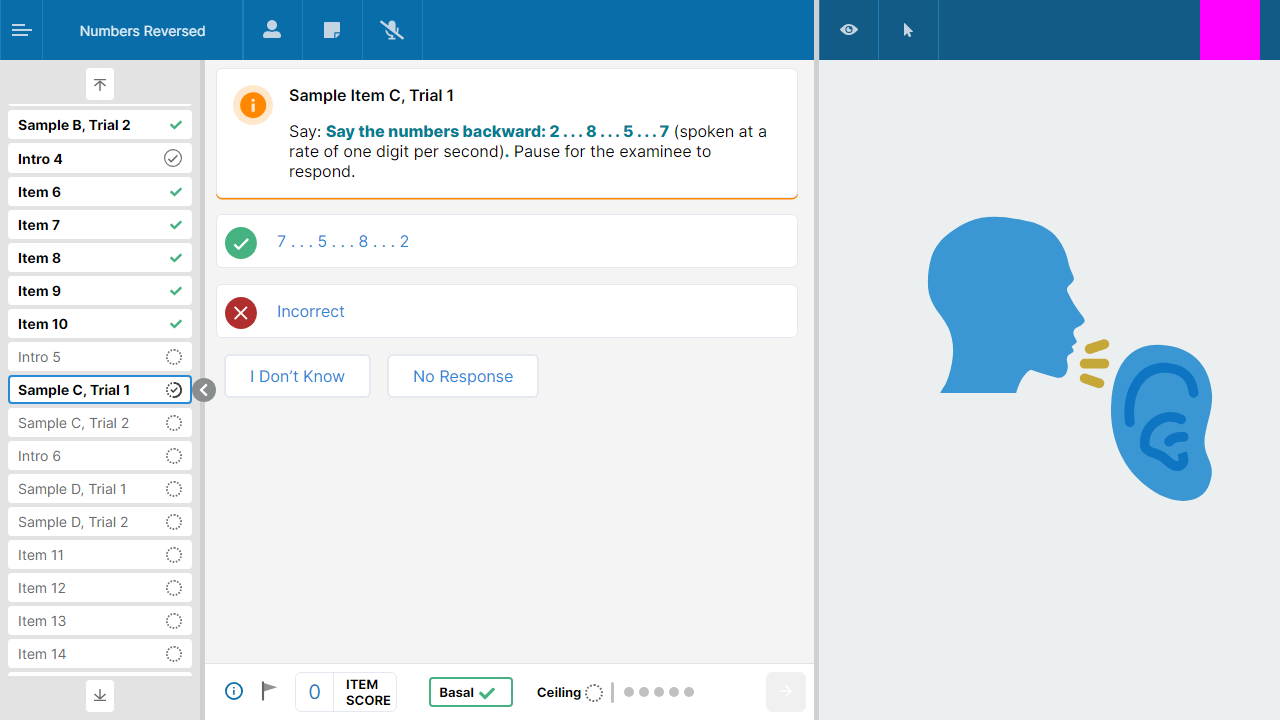 Numbers Reversed
Sample B, Trial 2
Intro 4
Item 6
Item 7
Item 8
Item 9
Item 10
Intro 5
Sample C, Trial 1
Sample C, Trial 2
Intro 6
Sample D, Trial 1
Sample D, Trial 2
Item 11
Item 12
Item 13
Item 14
Sample Item C, Trial 1
Say: Say the numbers backward: 2 . . . 8 . . . 5 . . . 7 (spoken at a
rate of one digit per second). Pause for the examinee to
respond.
7 . . . 5 . . . 8 . . . 2
Incorrect
I Don’t Know
No Response
0
ITEM
SCORE
Basal
Ceiling